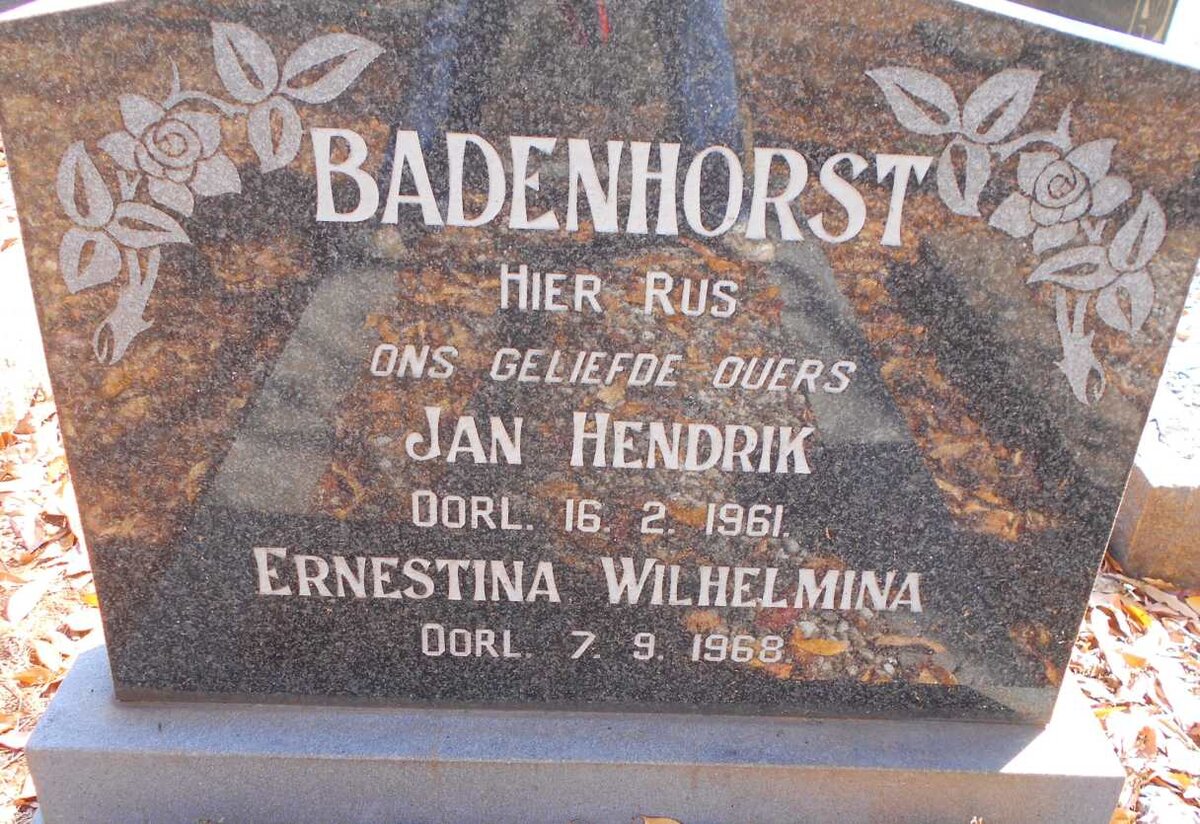 BADENHORST
HIER RUS
ONS GELIEFDE OUERS
JAN HENDRIK
OORL. 16. 2. 1961.
ERNESTINA WILHELMINA
OORL. 7. 9. 1968